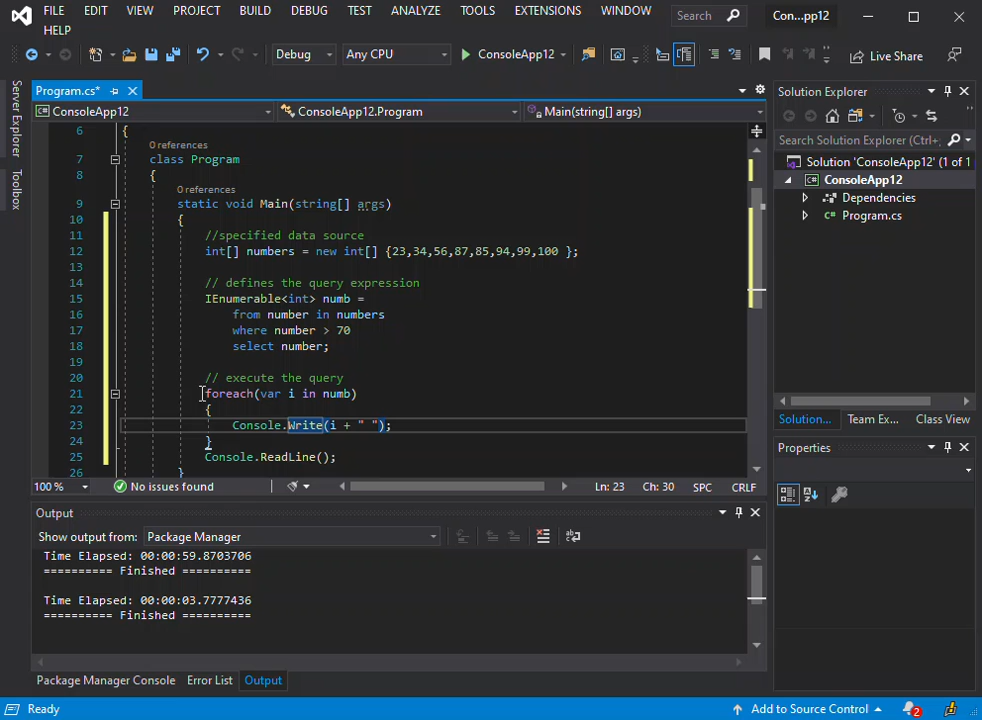 FILE EDIT VIEW PROJECT BUILD DEBUG TEST ANALYZE TOOLS EXTENSIONS WINDOW Search Con...pp12
HELP
Debug Any CPU ConsoleApp12 Live Share
Server Explorer
Toolbox
Program.cs*
ConsoleApp12 ConsoleApp12.Program Main(string[] args)
6 {
0 references
7 class Program
8 {
0 references
9 static void Main(string[] args)
10 {
11 //specified data source
12 int[] numbers = new int[] {23,34,56,87,85,94,99,100 };
13
14 // defines the query expression
15 IEnumerable<int> numb =
16 from number in numbers
17 where number > 70
18 select number;
19
20 // execute the query
21 foreach(var i in numb)
22 {
23 Console.Write(i + " ");
24 }
25 Console.ReadLine();
26 }
100 % No issues found Ln: 23 Ch: 30 SPC CRLF
Solution Explorer
Search Solution Explorer (Ctrl+;
Solution 'ConsoleApp12' (1 of 1
ConsoleApp12
Dependencies
Program.cs
Solution... Team Ex... Class View
Properties
Output
Show output from: Package Manager
Time Elapsed: 00:00:59.8703706
========== Finished ==========
Time Elapsed: 00:00:03.7777436
========== Finished ==========
Package Manager Console Error List Output
Ready Add to Source Control 2